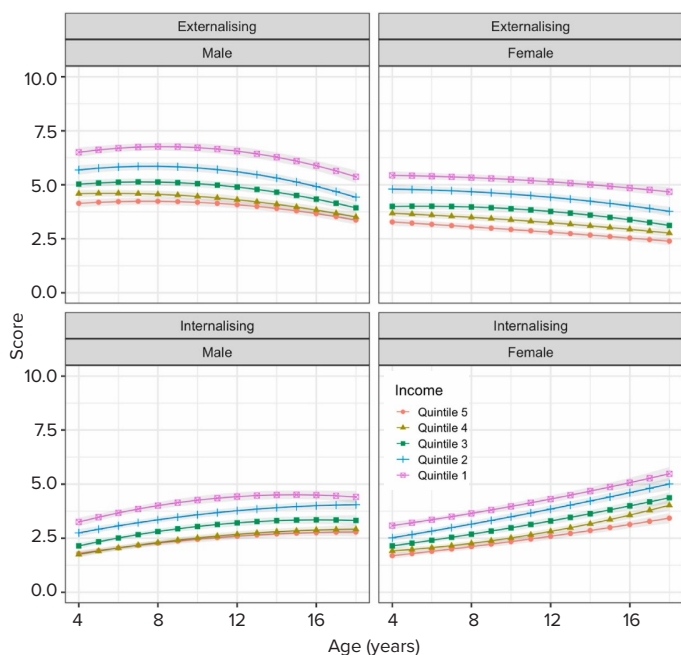 Externalising
Externalising
Male
Female
10.0
7.5
5.0
2.5
0.0
Internalising
Internalising
Male
Female
Score
10.0
7.5
5.0
2.5
0.0
Income
Quintile 5
Quintile 4
Quintile 3
Quintile 2
Quintile 1
4 8 12 16
4 8 12 16
Age (years)